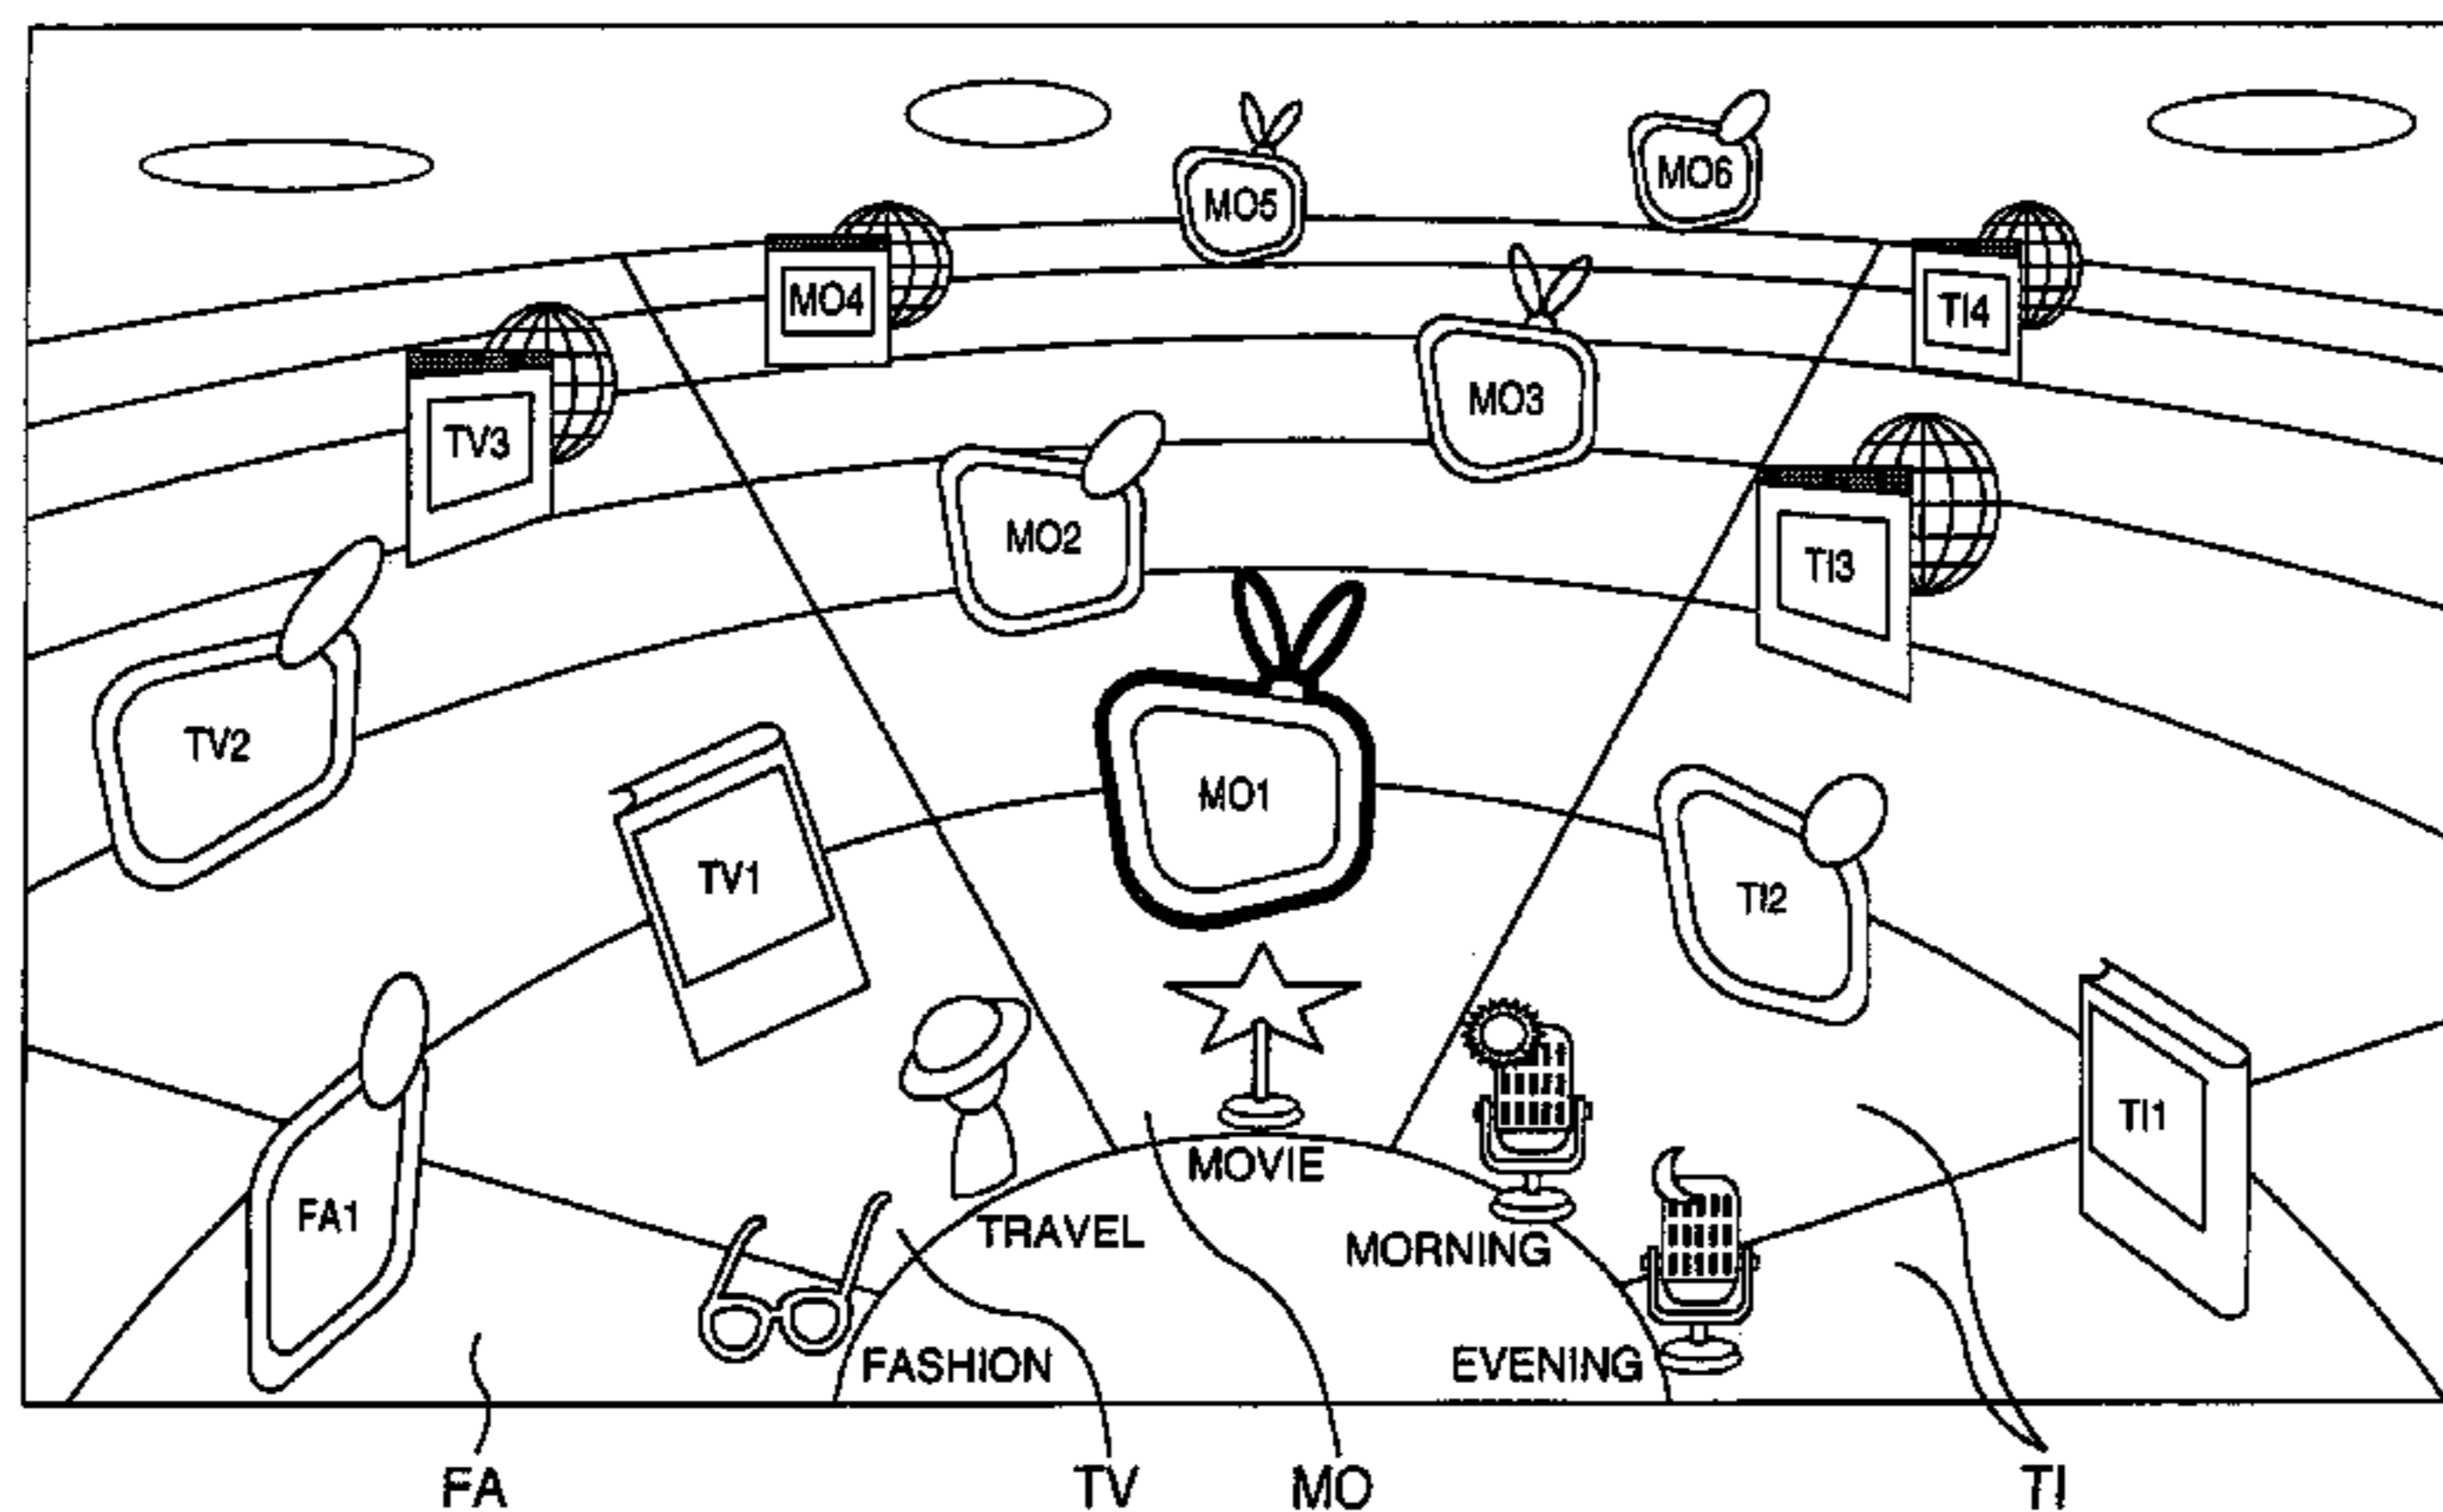 MO5
MO6
MO4
TI4
MO3
TV3
MO2
TI3
TV2
MO1
TV1
TI2
TI1
MOVIE
FA1
TRAVEL
MORNING
FASHION
EVENING
FA
TV
MO
TI